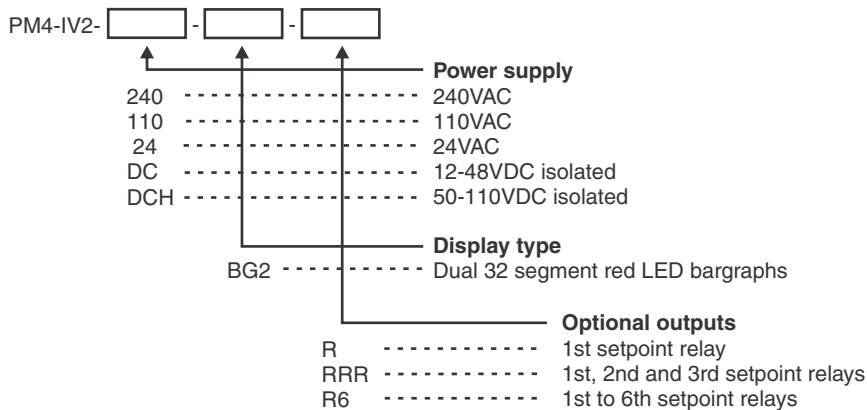 PM4-IV2- - -
Power supply
240 240VAC
110 110VAC
24 24VAC
DC 12-48VDC isolated
DCH 50-110VDC isolated
Display type
BG2 Dual 32 segment red LED bargraphs
Optional outputs
R 1st setpoint relay
RRR 1st, 2nd and 3rd setpoint relays
R6 1st to 6th setpoint relays